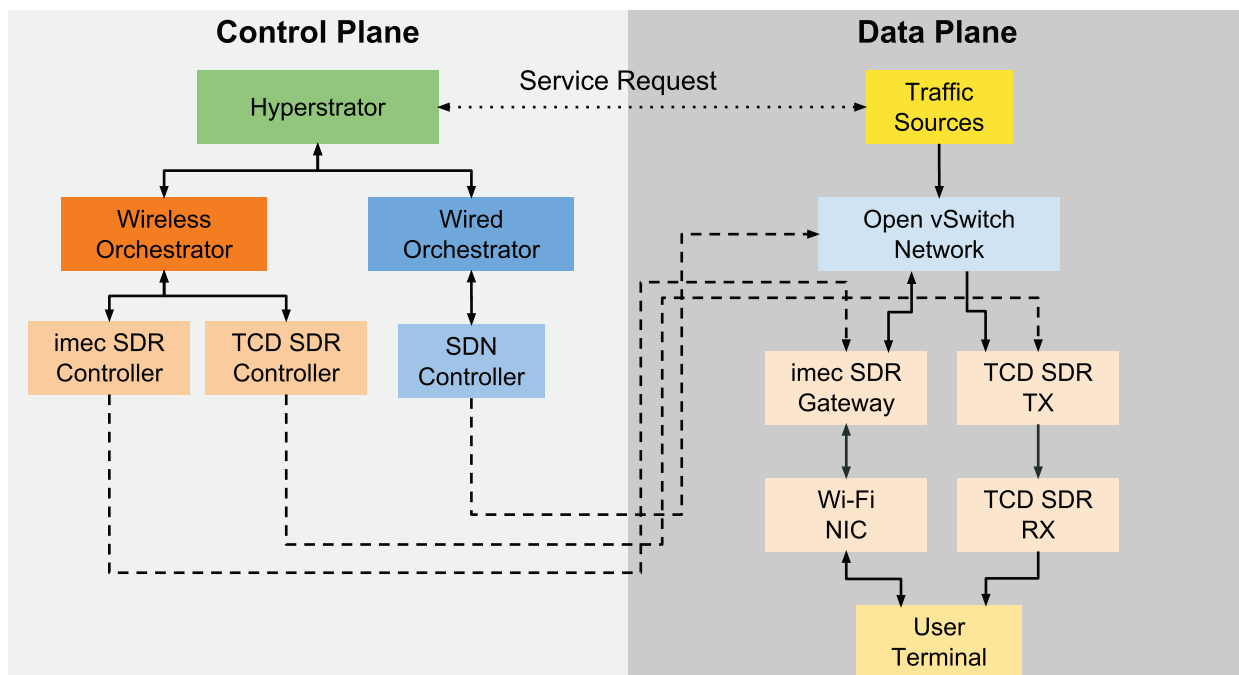 Control Plane
Data Plane
Service Request
Hyperstrator
Traffic
Sources
Wireless
Orchestrator
Wired
Orchestrator
Open vSwitch
Network
imec SDR
Controller
TCD SDR
Controller
SDN
Controller
imec SDR
Gateway
TCD SDR
TX
Wi-Fi
NIC
TCD SDR
RX
User
Terminal